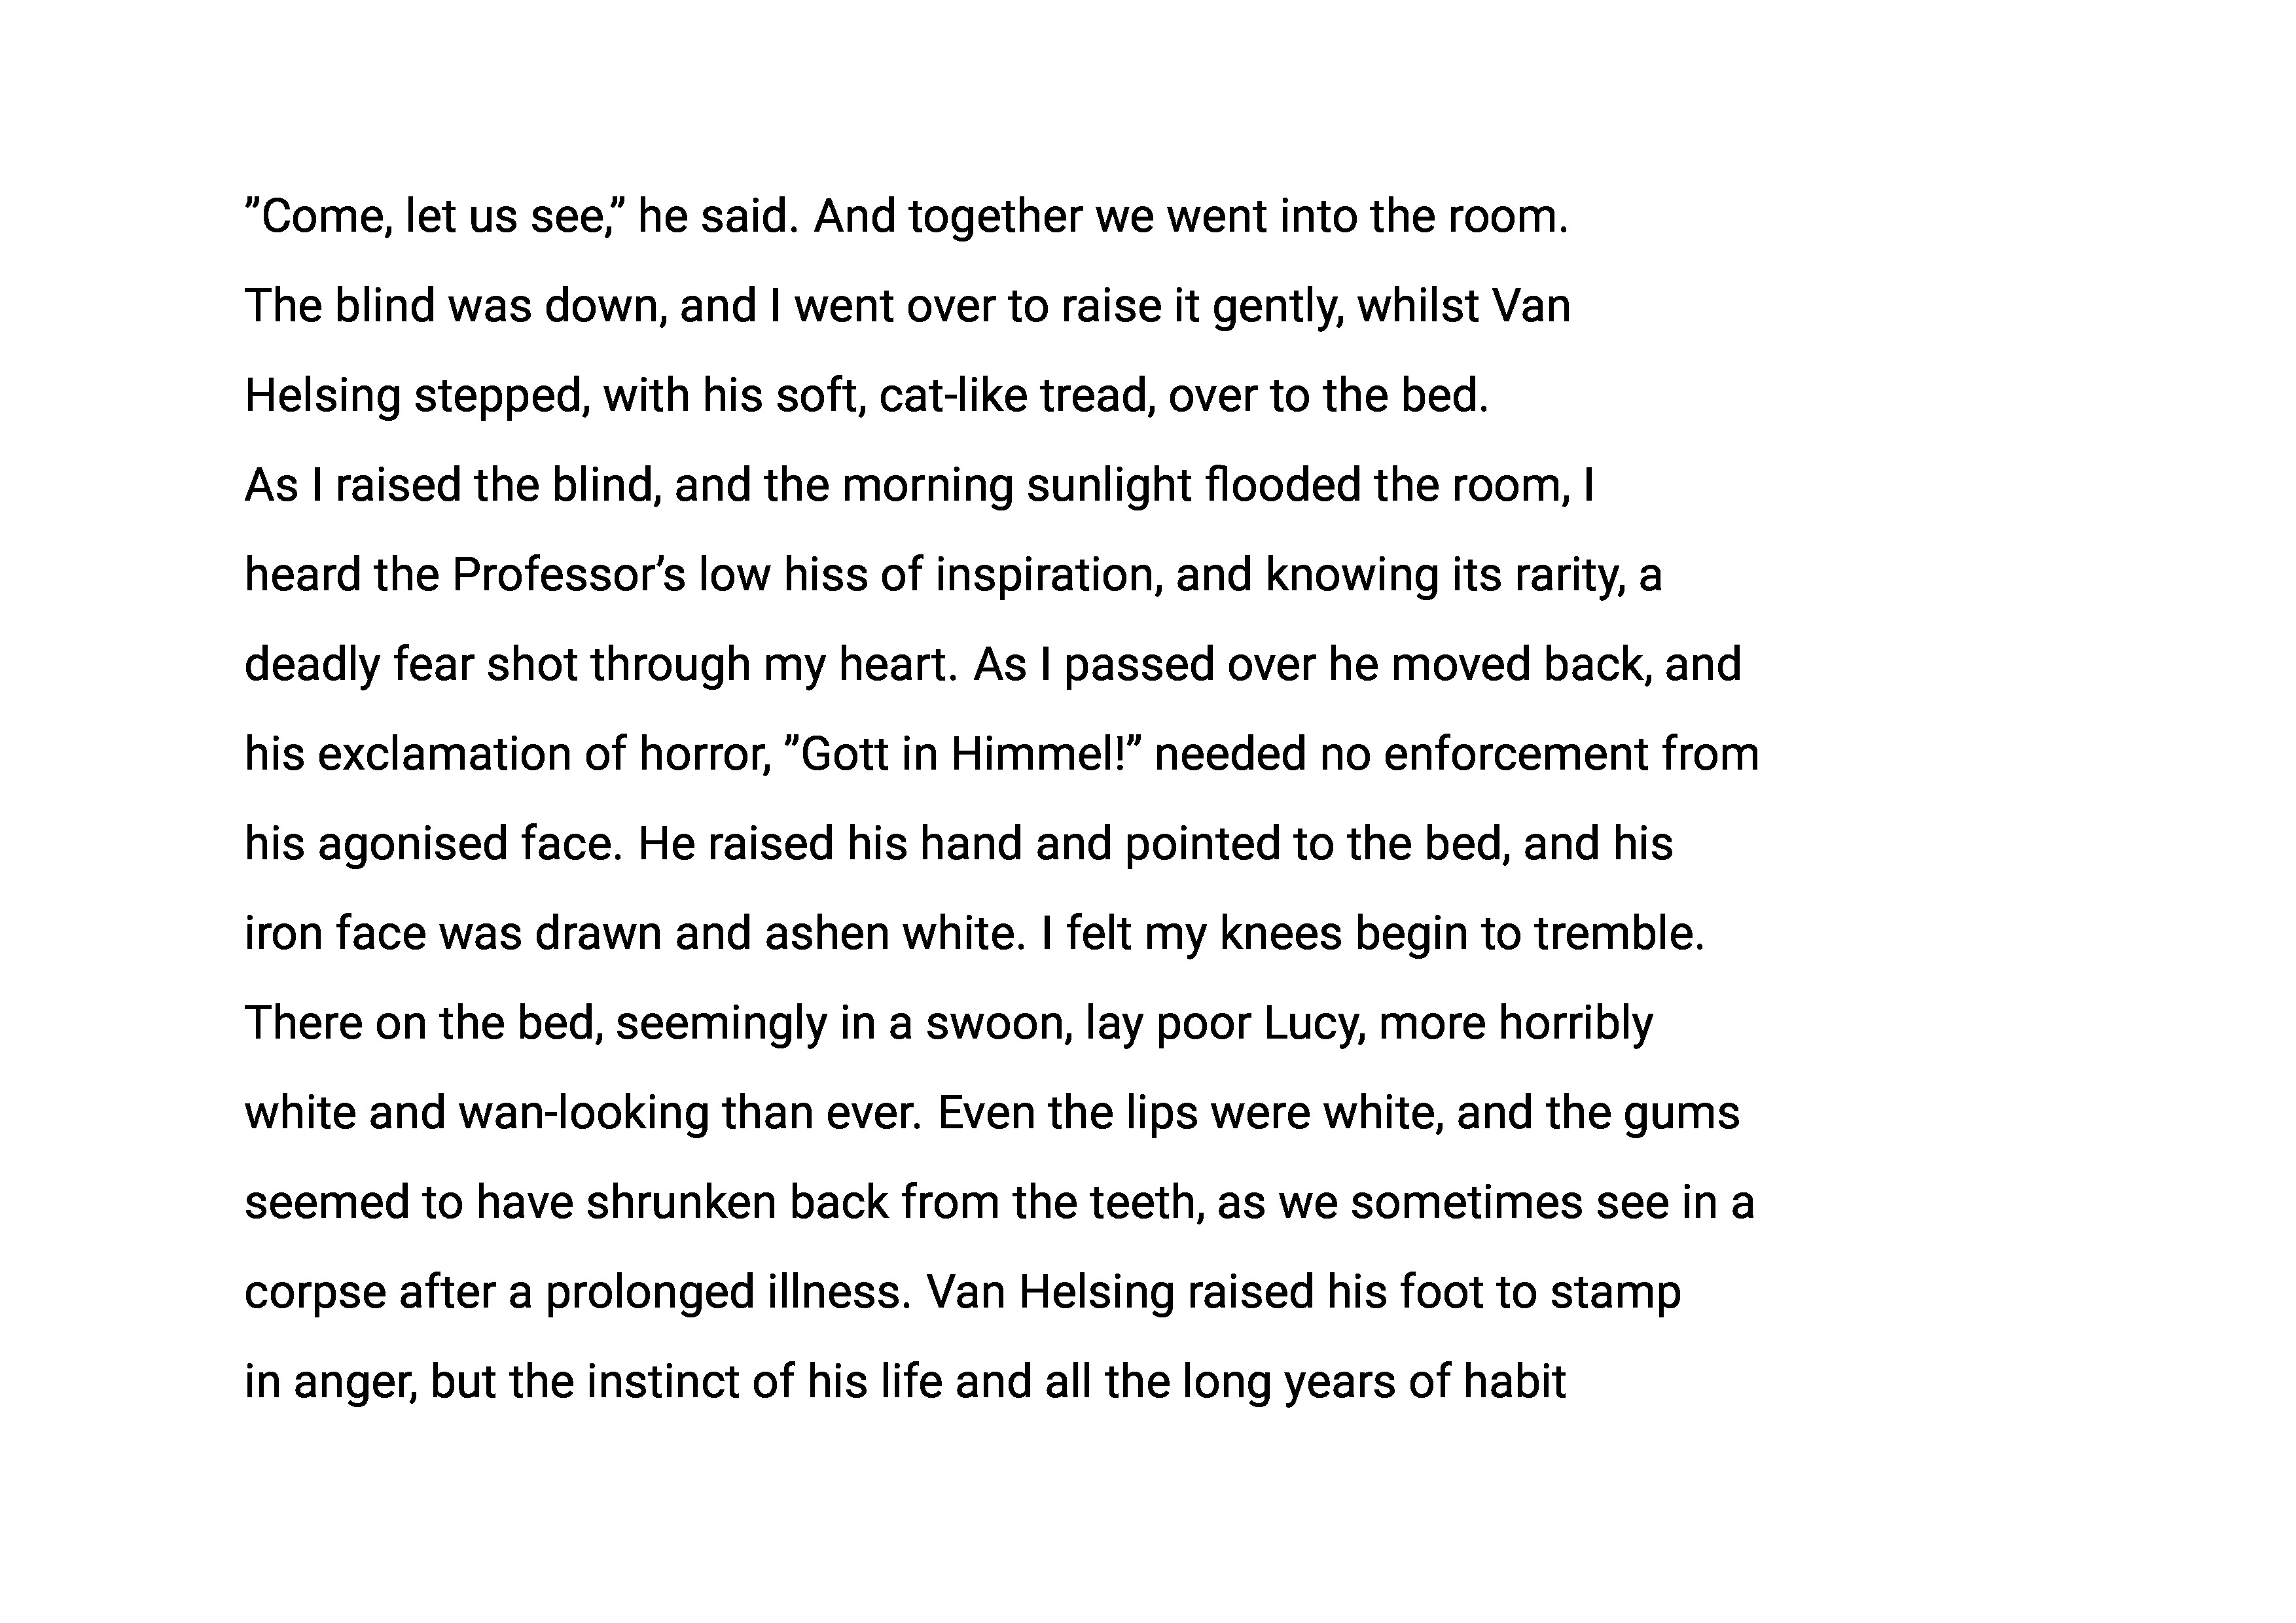 ”Come, let us see,” he said. And together we went into the room.
The blind was down, and I went over to raise it gently, whilst Van
Helsing stepped, with his soft, cat-like tread, over to the bed.
As I raised the blind, and the morning sunlight flooded the room, I
heard the Professor’s low hiss of inspiration, and knowing its rarity, a
deadly fear shot through my heart. As I passed over he moved back, and
his exclamation of horror, ”Gott in Himmel!” needed no enforcement from
his agonised face. He raised his hand and pointed to the bed, and his
iron face was drawn and ashen white. I felt my knees begin to tremble.
There on the bed, seemingly in a swoon, lay poor Lucy, more horribly
white and wan-looking than ever. Even the lips were white, and the gums
seemed to have shrunken back from the teeth, as we sometimes see in a
corpse after a prolonged illness. Van Helsing raised his foot to stamp
in anger, but the instinct of his life and all the long years of habit